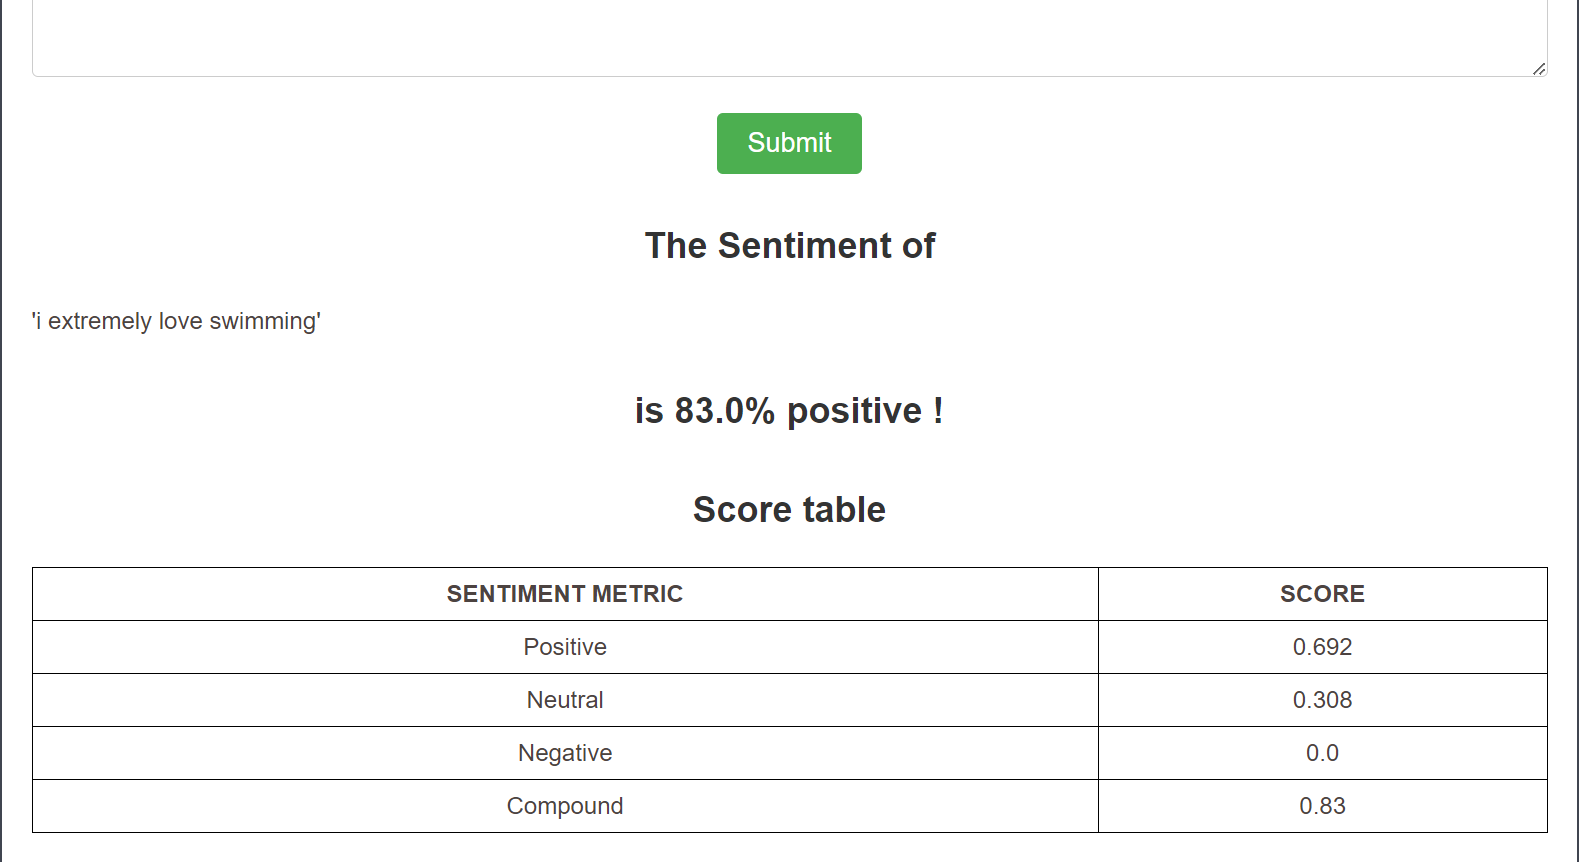 Submit
The Sentiment of
'i extremely love swimming'
is 83.0% positive !
Score table
SENTIMENT METRIC SCORE
Positive 0.692
Neutral 0.308
Negative 0.0
Compound 0.83